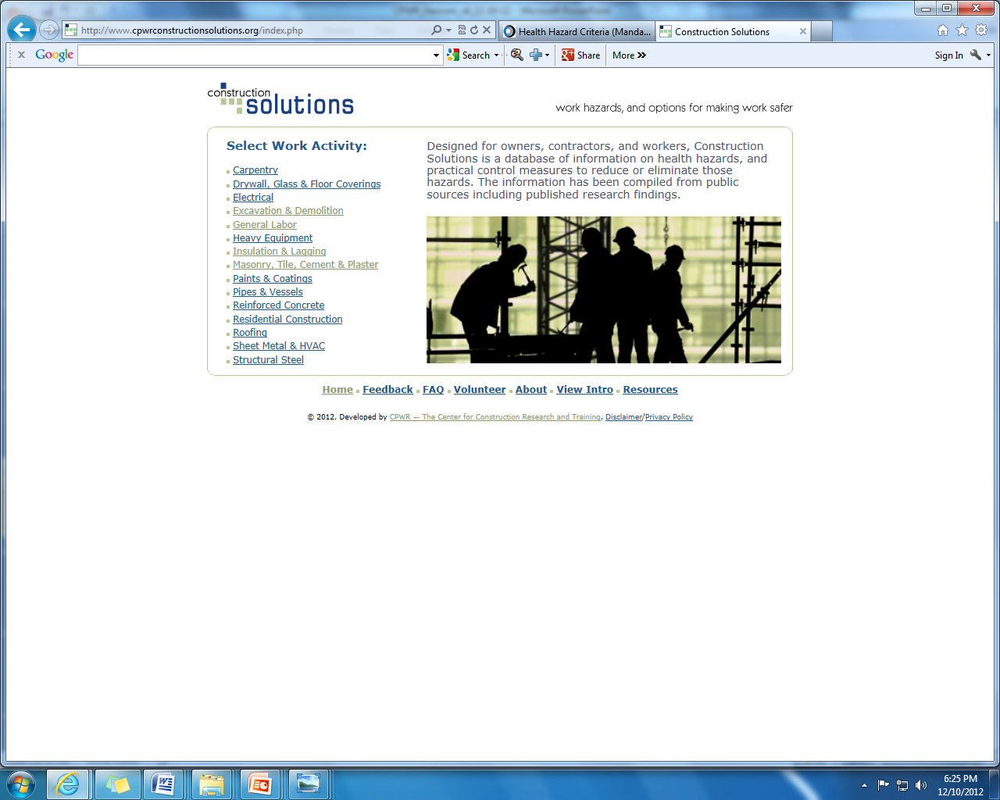 http://www.cpwrconstructionsolutions.org/index.php
Health Hazard Criteria (Manda...
Construction Solutions
Google
Search
Share
More
Sign In
construction
solutions
work hazards, and options for making work safer
Select Work Activity:
Carpentry
Drywall, Glass & Floor Coverings
Electrical
Excavation & Demolition
General Labor
Heavy Equipment
Insulation & Lagging
Masonry, Tile, Cement & Plaster
Paints & Coatings
Pipes & Vessels
Reinforced Concrete
Residential Construction
Roofing
Sheet Metal & HVAC
Structural Steel
Designed for owners, contractors, and workers, Construction
Solutions is a database of information on health hazards, and
practical control measures to reduce or eliminate those
hazards. The information has been compiled from public
sources including published research findings.
Home Feedback FAQ Volunteer About View Intro Resources
© 2012, Developed by CPWR — The Center for Construction Research and Training, Disclaimer/Privacy Policy
6:25 PM
12/10/2012